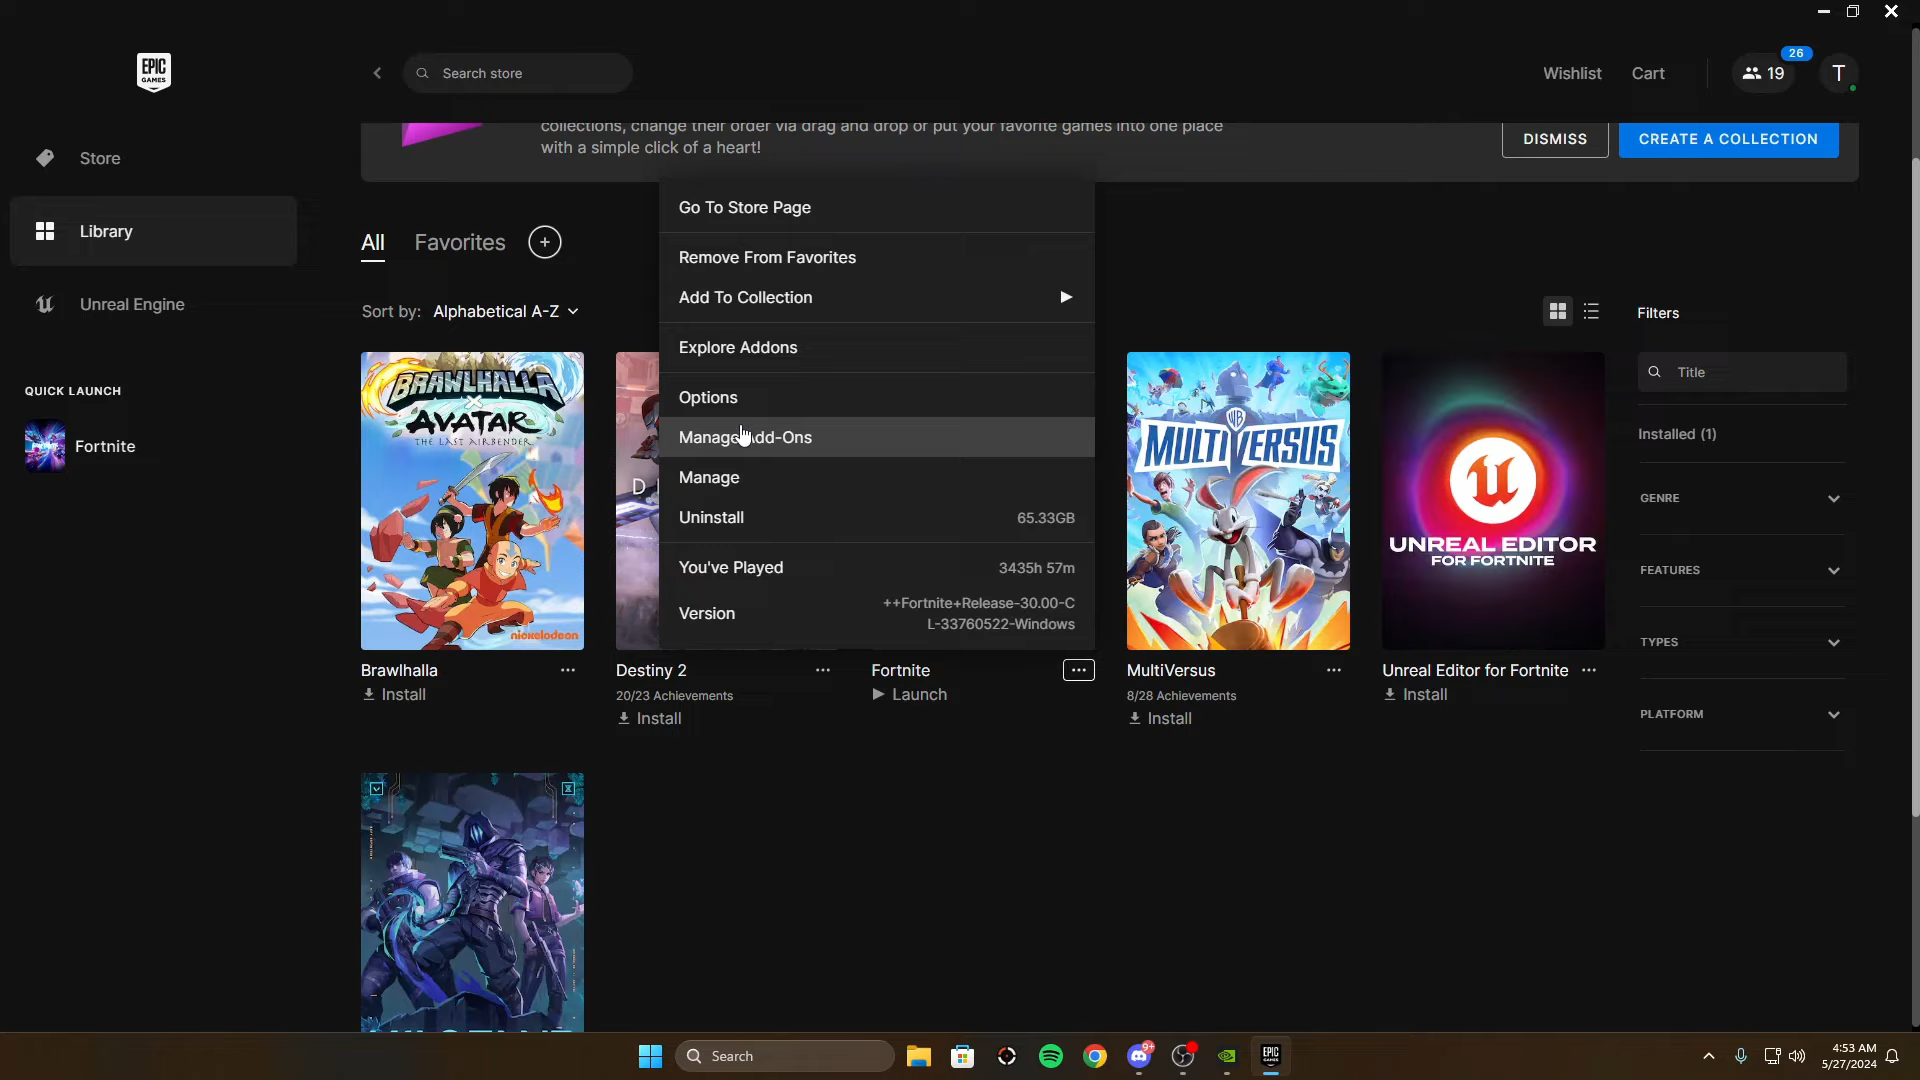 EPIC
GAMES
Search store
Wishlist
Cart
19
26
T
Store
Library
Unreal Engine
QUICK LAUNCH
Fortnite
collections, change their order via drag and drop or put your favorite games into one place
with a simple click of a heart!
DISMISS
CREATE A COLLECTION
All
Favorites
Sort by: Alphabetical A-Z
Go To Store Page
Remove From Favorites
Add To Collection
Explore Addons
Options
Manage Add-Ons
Manage
Uninstall 65.33GB
You've Played 3435h 57m
Version
++Fortnite+Release-30.00-C
L-33760522-Windows
BRAWLHALLA
AVATAR
THE LAST AIRBENDER
nickelodeon
Brawlhalla
Install
D
Destiny 2
20/23 Achievements
Install
Fortnite
Launch
WB
MULTIVERSUS
MultiVersus
8/28 Achievements
Install
UNREAL EDITOR
FOR FORTNITE
Unreal Editor for Fortnite
Install
Filters
Title
Installed (1)
GENRE
FEATURES
TYPES
PLATFORM
Search
9+
EPIC
GAMES
4:53 AM
5/27/2024